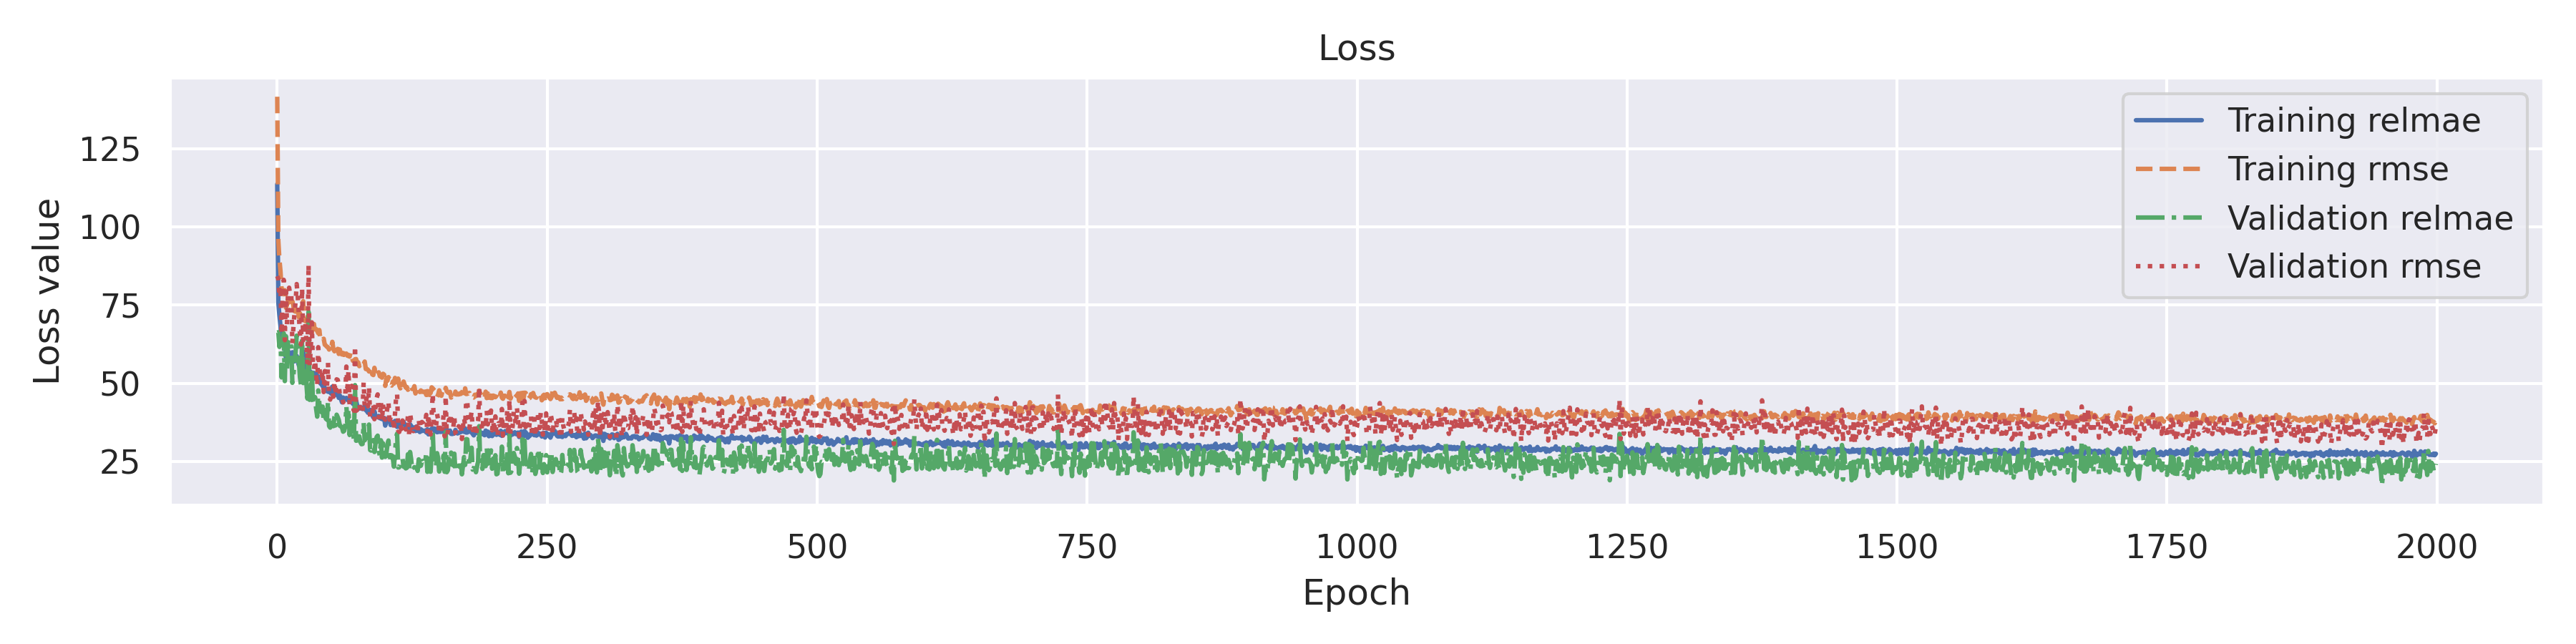 Loss
Loss value
125
100
75
50
25
0 250 500 750 1000 1250 1500 1750 2000
Epoch
Training relmae
Training rmse
Validation relmae
Validation rmse